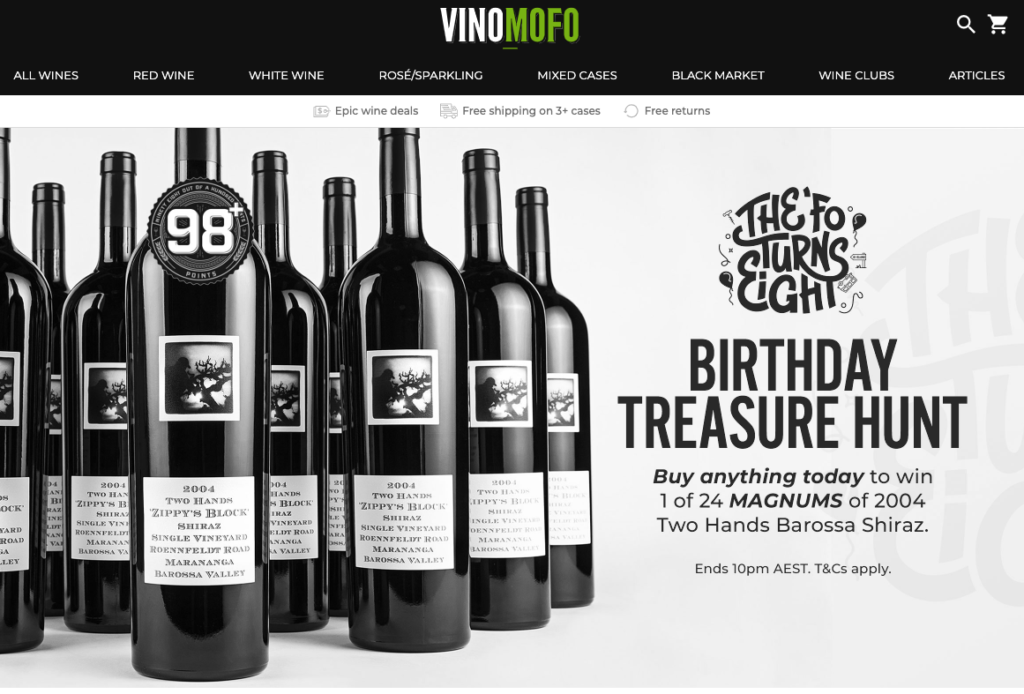 VINOMOFO
ALL WINES RED WINE WHITE WINE ROSÉ/SPARKLING MIXED CASES BLACK MARKET WINE CLUBS ARTICLES
Epic wine deals Free shipping on 3+ cases Free returns
98+
POINTS
2004
TWO HANDS
'ZIPPY'S BLOCK'
SHIRAZ
SINGLE VINEYARD
ROENNFELDT ROAD
MARANANGA
BAROSSA VALLEY
2004
TWO HANDS
'ZIPPY'S BLOCK'
SHIRAZ
SINGLE VINEYARD
ROENNFELDT ROAD
MARANANGA
BAROSSA VALLEY
THE 'FO
TURNS
EIGHT
BIRTHDAY
TREASURE HUNT
Buy anything today to win
1 of 24 MAGNUMS of 2004
Two Hands Barossa Shiraz.
Ends 10pm AEST. T&Cs apply.